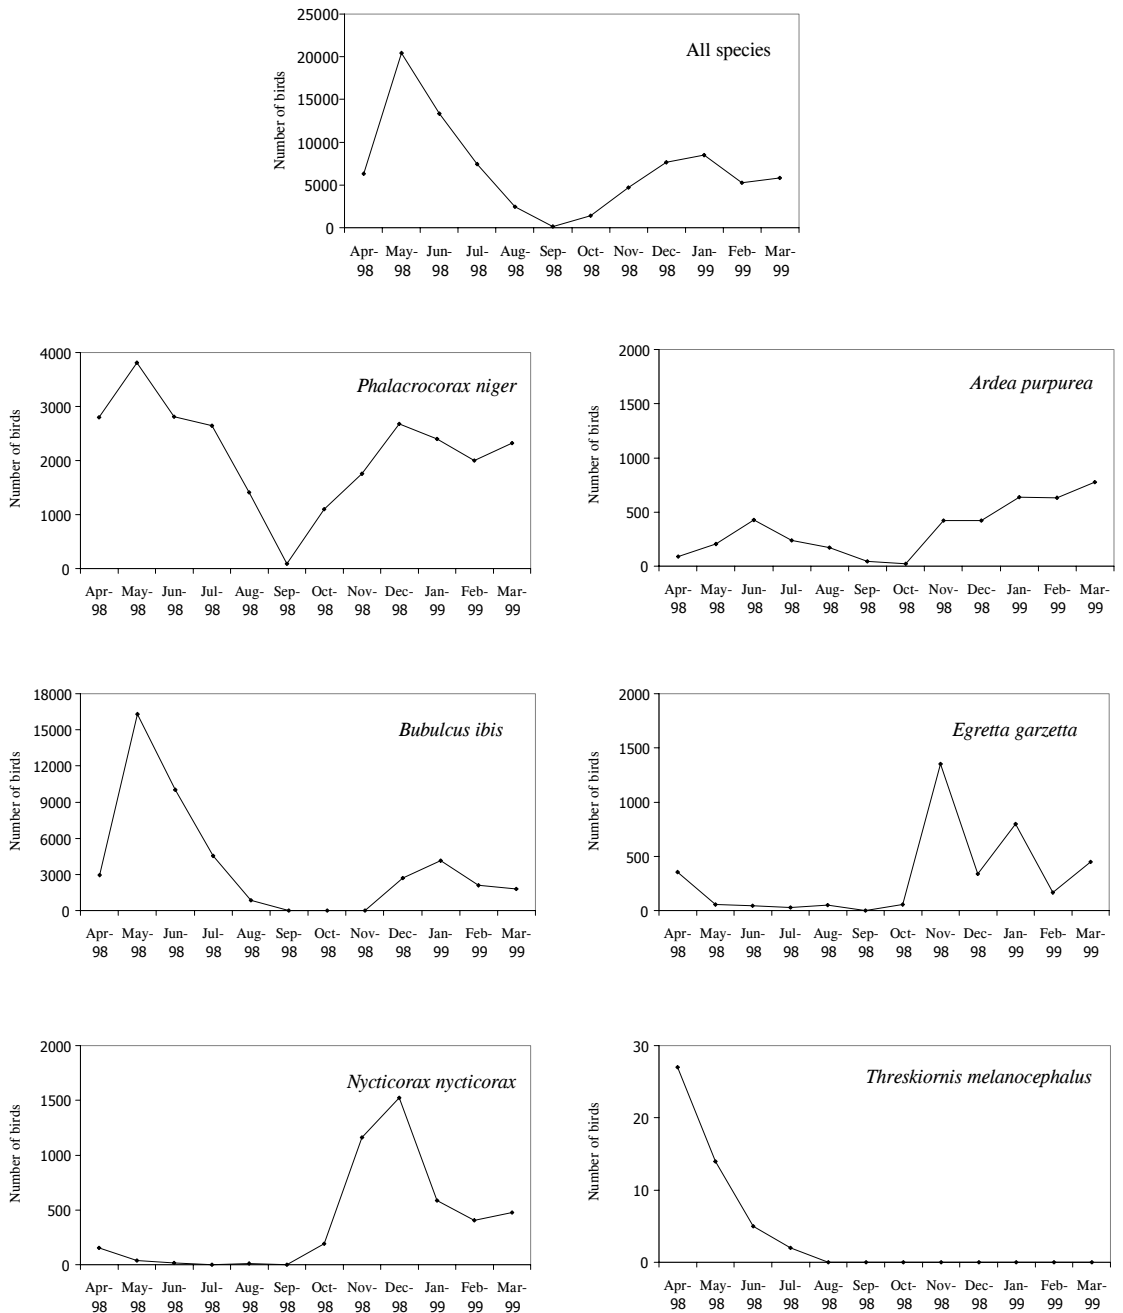 25000
20000
15000
10000
5000
0
Number of birds
All species
Apr- May- Jun- Jul- Aug- Sep- Oct- Nov- Dec- Jan- Feb- Mar-
98 98 98 98 98 98 98 98 98 99 99 99
4000
3000
2000
1000
0
Number of birds
Phalacrocorax niger
Apr- May- Jun- Jul- Aug- Sep- Oct- Nov- Dec- Jan- Feb- Mar-
98 98 98 98 98 98 98 98 98 99 99 99
2000
1500
1000
500
0
Number of birds
Ardea purpurea
Apr- May- Jun- Jul- Aug- Sep- Oct- Nov- Dec- Jan- Feb- Mar-
98 98 98 98 98 98 98 98 98 99 99 99
18000
15000
12000
9000
6000
3000
0
Number of birds
Bubulcus ibis
Apr- May- Jun- Jul- Aug- Sep- Oct- Nov- Dec- Jan- Feb- Mar-
98 98 98 98 98 98 98 98 98 99 99 99
2000
1500
1000
500
0
Number of birds
Egretta garzetta
Apr- May- Jun- Jul- Aug- Sep- Oct- Nov- Dec- Jan- Feb- Mar-
98 98 98 98 98 98 98 98 98 99 99 99
2000
1500
1000
500
0
Number of birds
Nycticorax nycticorax
Apr- May- Jun- Jul- Aug- Sep- Oct- Nov- Dec- Jan- Feb- Mar-
98 98 98 98 98 98 98 98 98 99 99 99
30
20
10
0
Number of birds
Threskiornis melanocephalus
Apr- May- Jun- Jul- Aug- Sep- Oct- Nov- Dec- Jan- Feb- Mar-
98 98 98 98 98 98 98 98 98 99 99 99